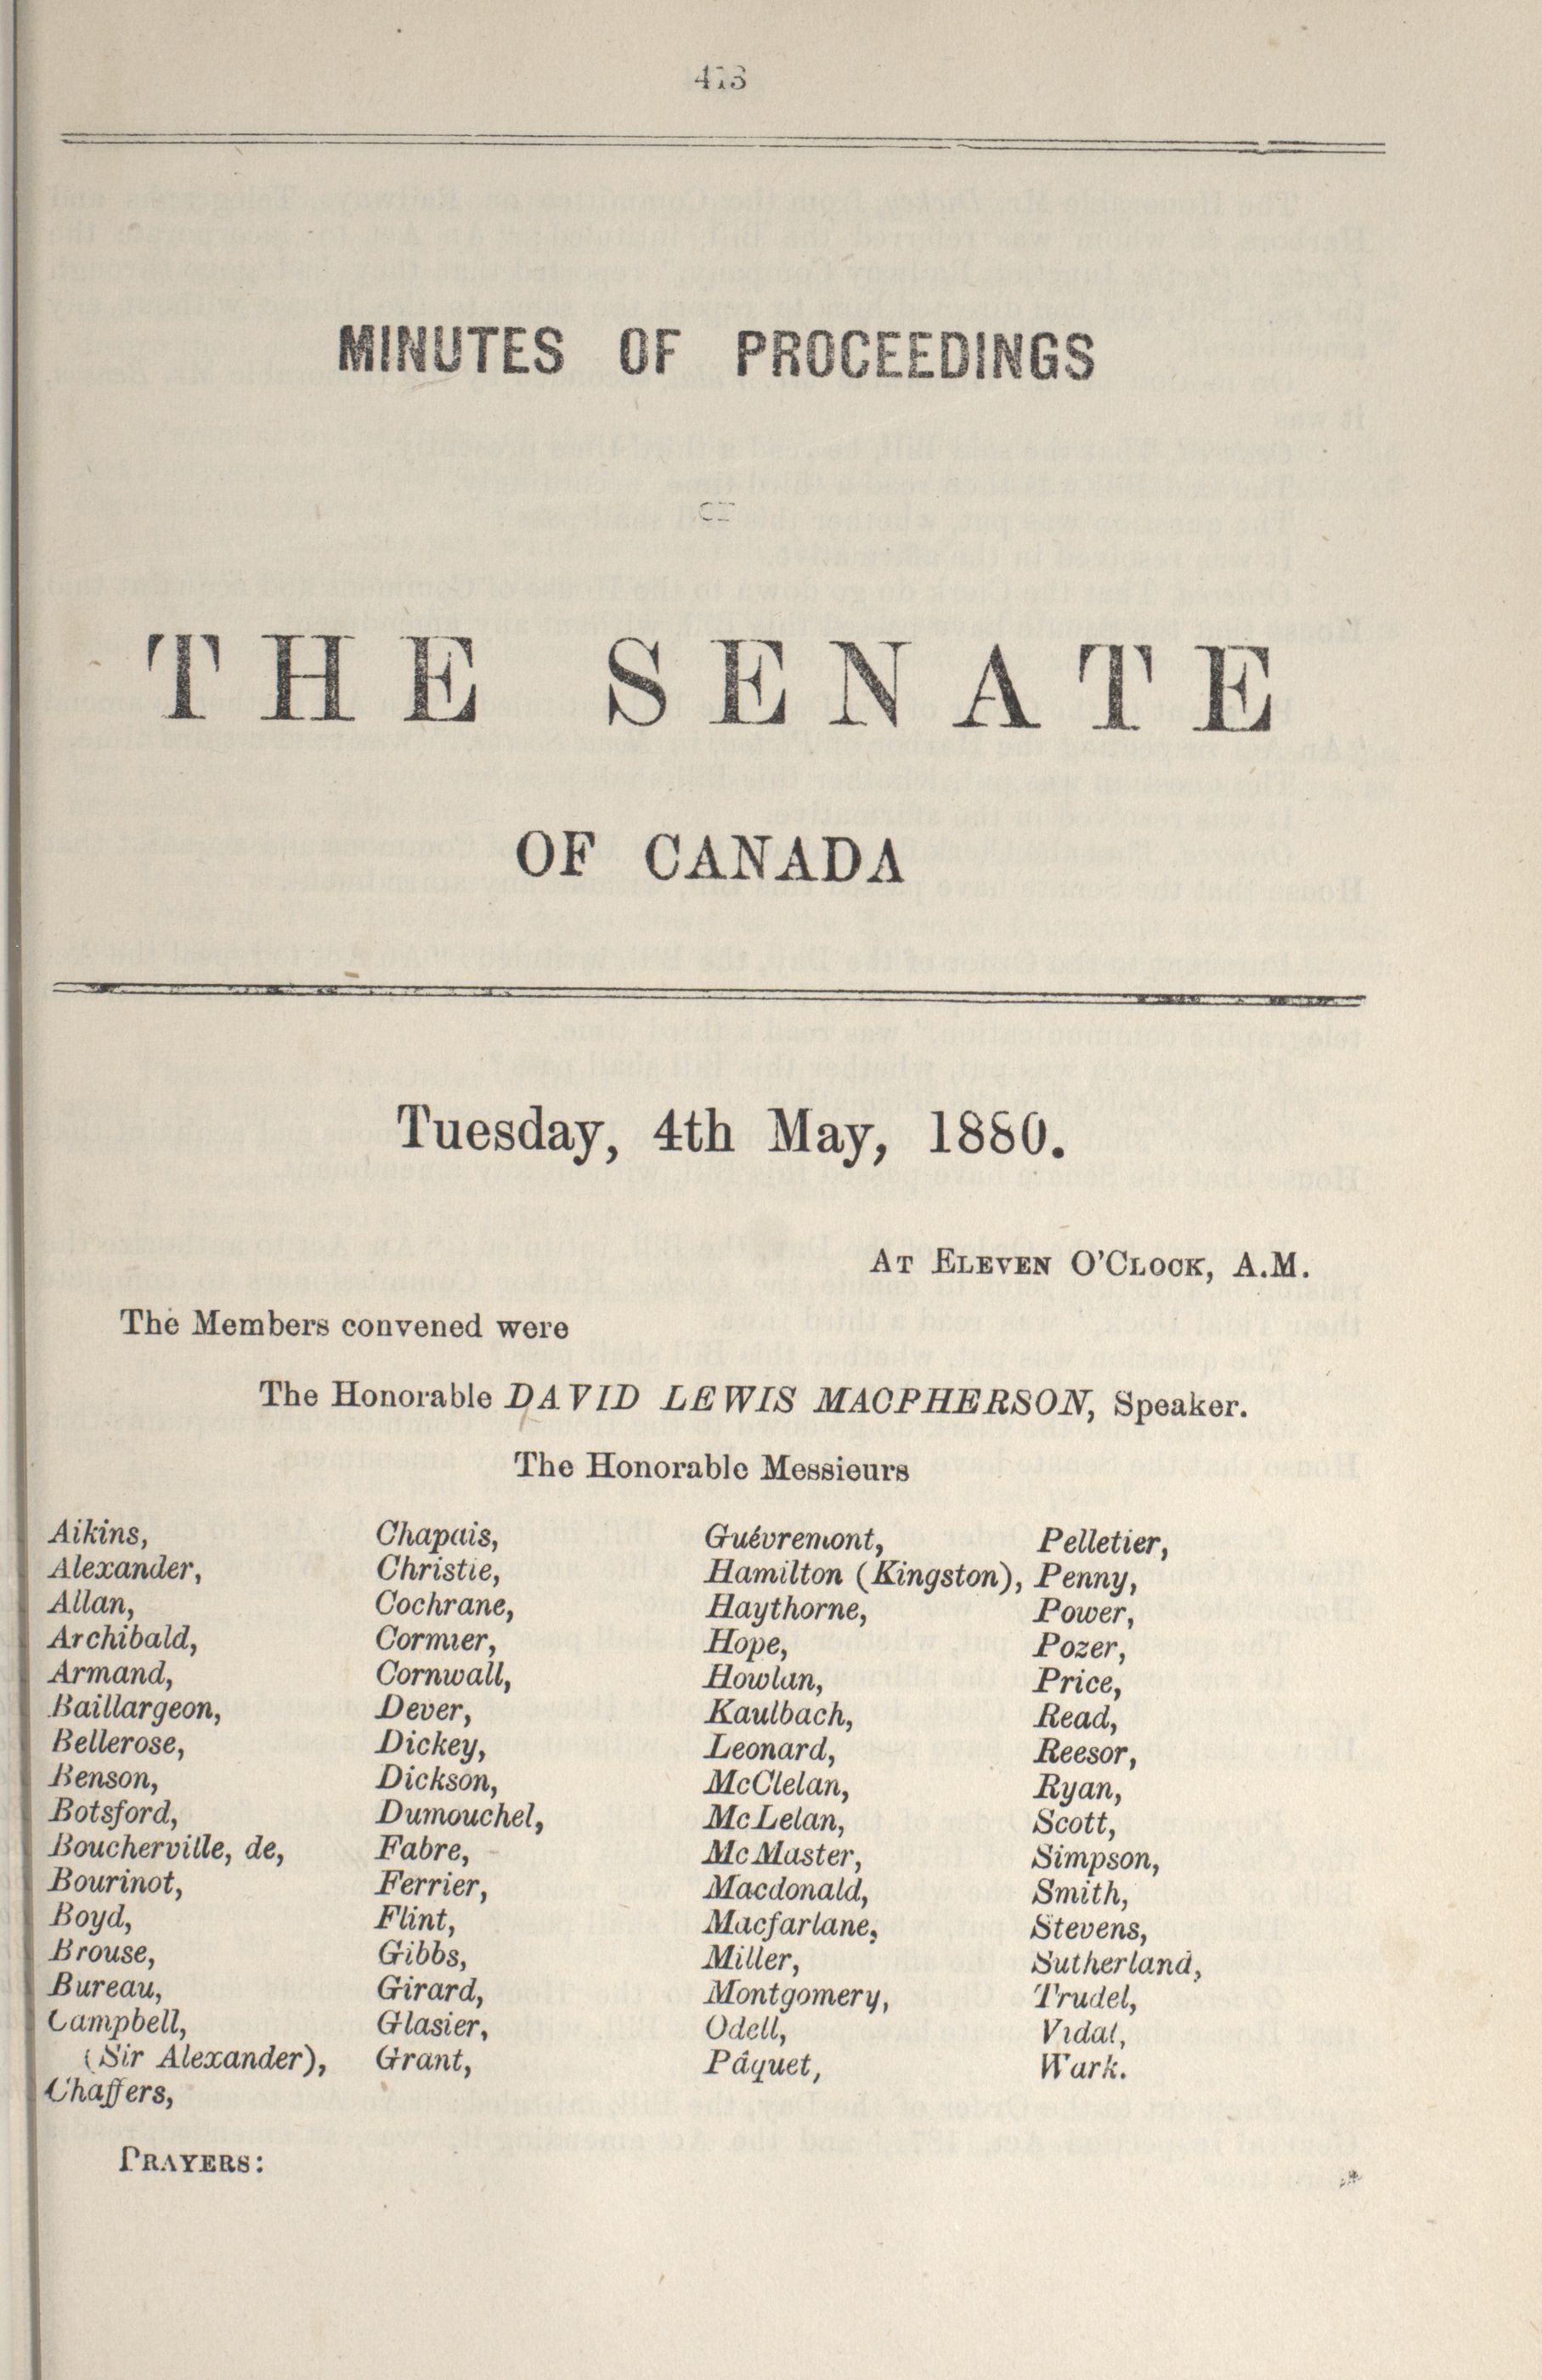 MINUTES OF PROCEEDINGS
THE SENATE
OF CANADA
Tuesday, 4th May, 1880.
AT ELEVEN O'CLOCK, A.M.
The Members convened were
The Honorable DAVID LEWIS MACPHERSON, Speaker.
The Honorable Messieurs
Aikins,
Alexander,
Allan,
Archibald,
Armand,
Baillargeon,
Bellerose,
Benson,
Botsford,
Boucherville, de,
Bourinot,
Boyd,
Brouse,
Bureau,
Campbell,
(Sir Alexander),
Chaffers,
Chapais,
Christie,
Cochrane,
Cormier,
Cornwall,
Dever,
Dickey,
Dickson,
Dumouchel,
Fabre,
Ferrier,
Flint,
Gibbs,
Girard,
Glasier,
Grant,
Guévremont,
Hamilton (Kingston),
Haythorne,
Hope,
Howlan,
Kaulbach,
Leonard,
McClelan,
McLelan,
McMaster,
Macdonald,
Macfarlane,
Miller,
Montgomery,
Odell,
Pâquet,
Pelletier,
Penny,
Power,
Pozer,
Price,
Read,
Reesor,
Ryan,
Scott,
Simpson,
Smith,
Stevens,
Sutherland,
Trudel,
Vidal,
Wark.
PRAYERS: